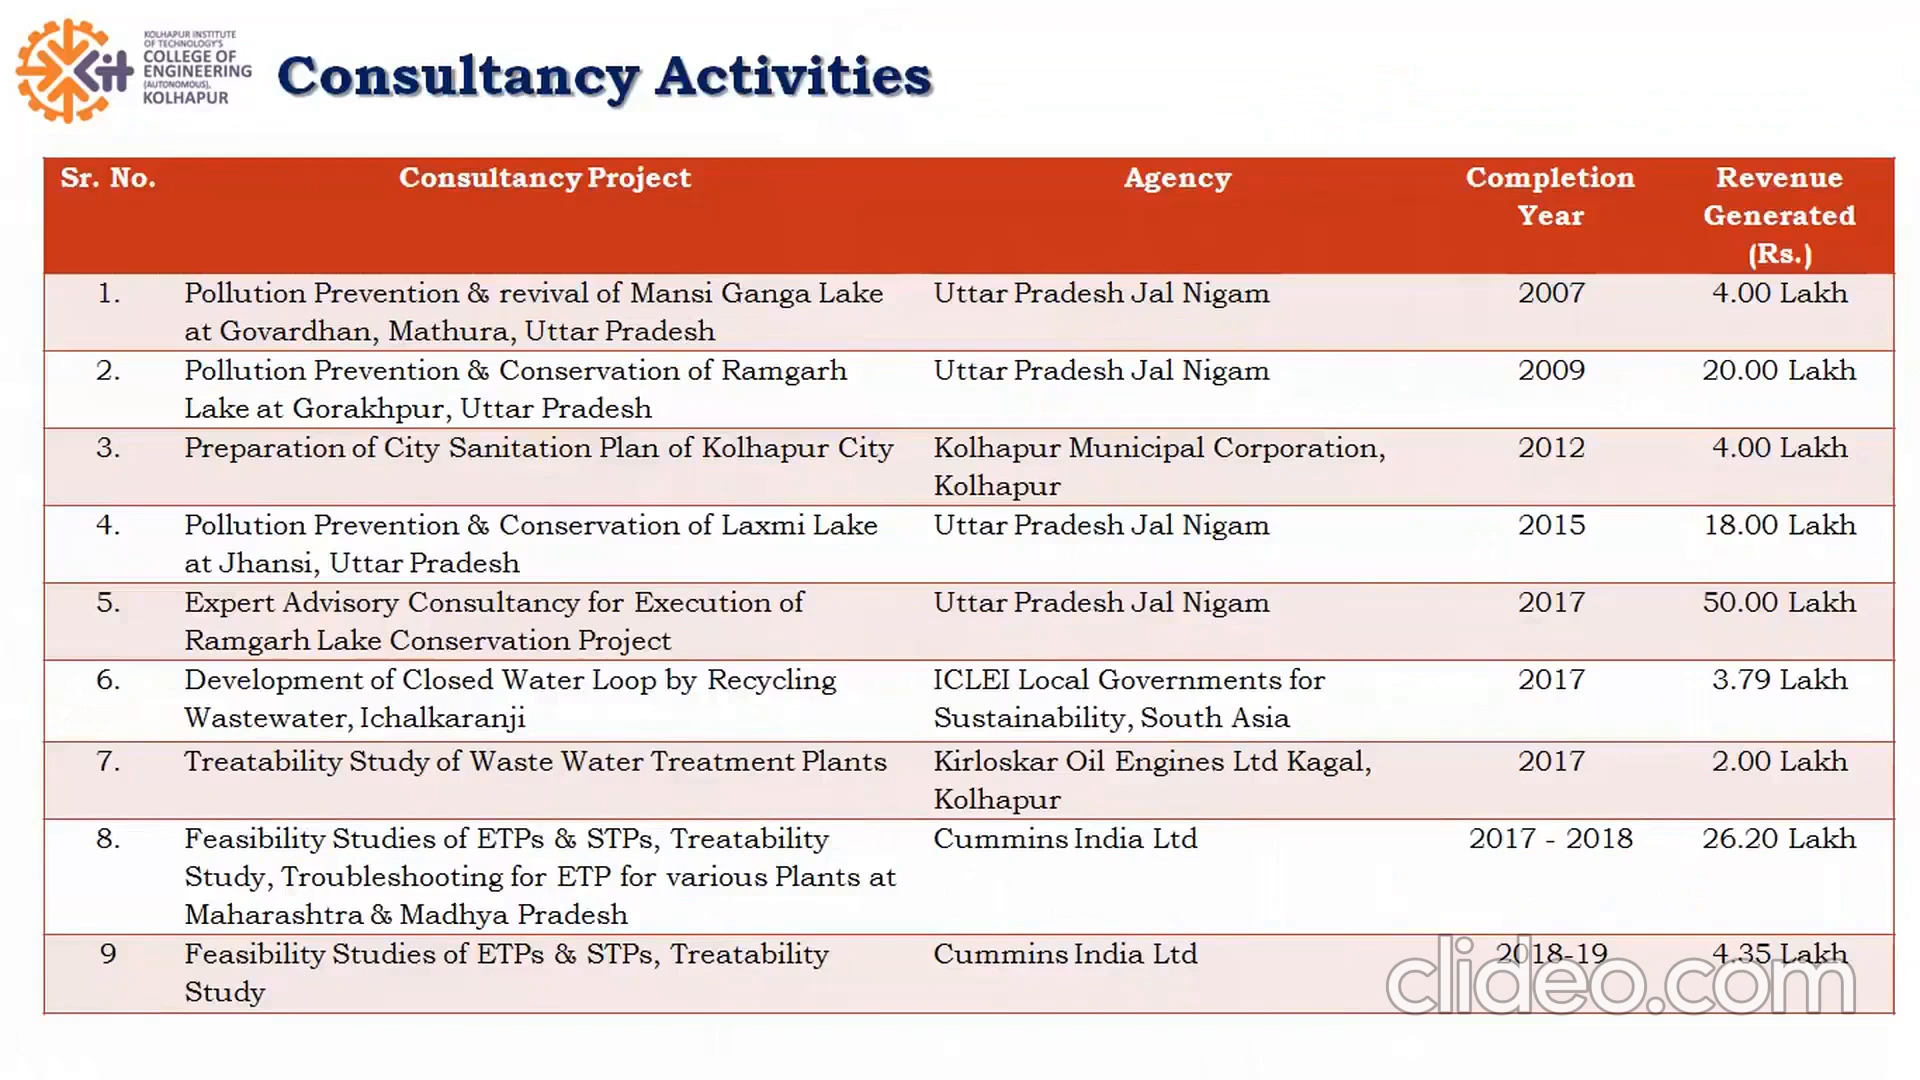 KOLHAPUR INSTITUTE
OF TECHNOLOGY'S
COLLEGE OF
ENGINEERING
(AUTONOMOUS),
KOLHAPUR
kit
Consultancy Activities
Sr. No. Consultancy Project Agency Completion Year Revenue Generated (Rs.)
1. Pollution Prevention & revival of Mansi Ganga Lake Uttar Pradesh Jal Nigam 2007 4.00 Lakh
at Govardhan, Mathura, Uttar Pradesh
2. Pollution Prevention & Conservation of Ramgarh Uttar Pradesh Jal Nigam 2009 20.00 Lakh
Lake at Gorakhpur, Uttar Pradesh
3. Preparation of City Sanitation Plan of Kolhapur City Kolhapur Municipal Corporation, 2012 4.00 Lakh
Kolhapur
4. Pollution Prevention & Conservation of Laxmi Lake Uttar Pradesh Jal Nigam 2015 18.00 Lakh
at Jhansi, Uttar Pradesh
5. Expert Advisory Consultancy for Execution of Uttar Pradesh Jal Nigam 2017 50.00 Lakh
Ramgarh Lake Conservation Project
6. Development of Closed Water Loop by Recycling ICLEI Local Governments for 2017 3.79 Lakh
Wastewater, Ichalkaranji Sustainability, South Asia
7. Treatability Study of Waste Water Treatment Plants Kirloskar Oil Engines Ltd Kagal, 2017 2.00 Lakh
Kolhapur
8. Feasibility Studies of ETPs & STPs, Treatability Cummins India Ltd 2017 - 2018 26.20 Lakh
Study, Troubleshooting for ETP for various Plants at
Maharashtra & Madhya Pradesh
9 Feasibility Studies of ETPs & STPs, Treatability Cummins India Ltd 2018-19 4.35 Lakh
Study
clideo.com